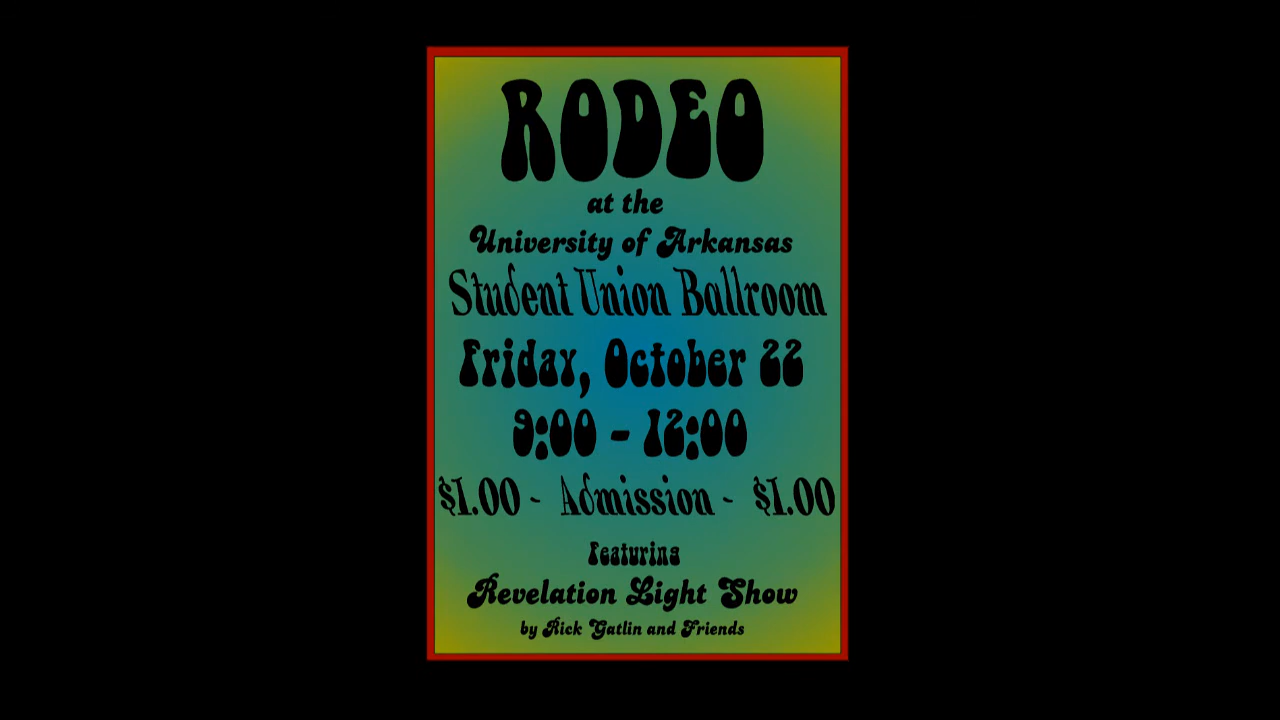 RODEO
at the
University of Arkansas
Student Union Ballroom
Friday, October 22
9:00 - 12:00
$1.00 - Admission - $1.00
Featuring
Revelation Light Show
by Rick Gatlin and Friends